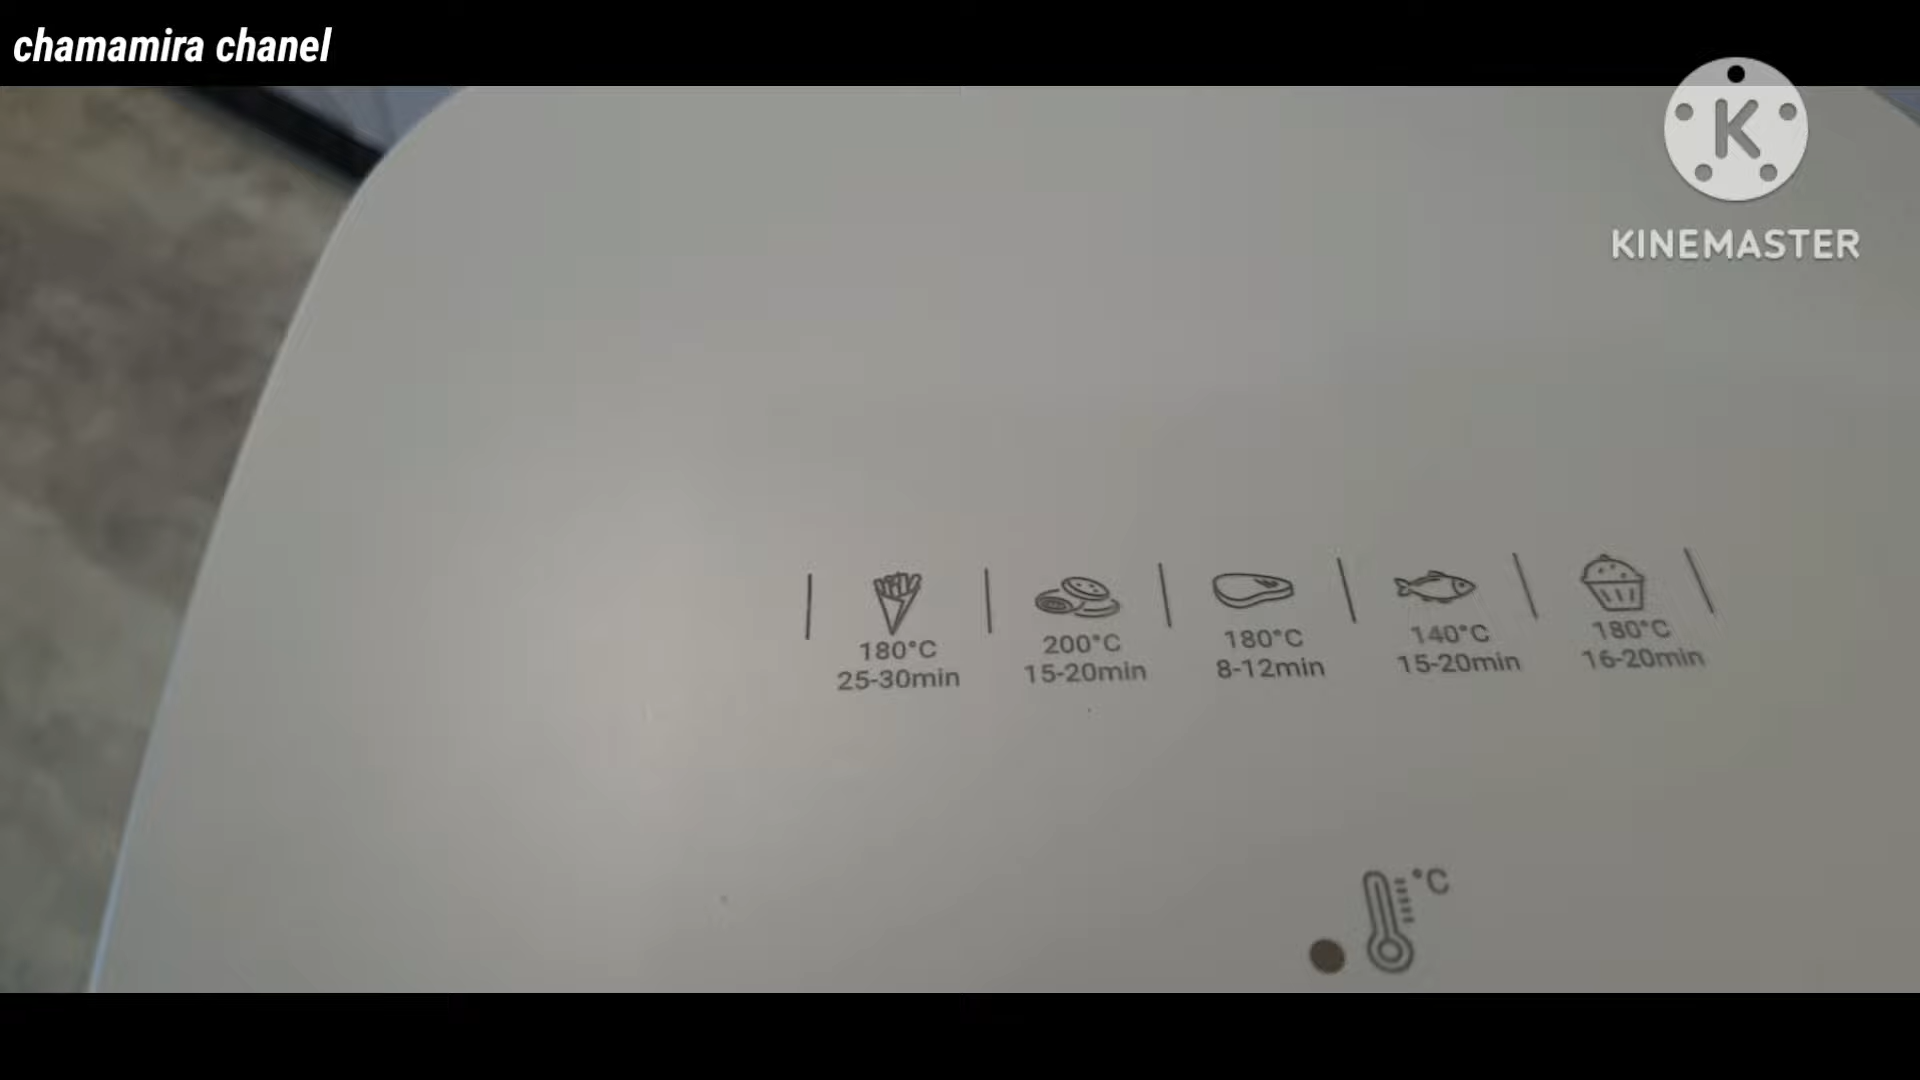 chamamira chanel
K
KINEMASTER
180°C
25-30min
200°C
15-20min
180°C
8-12min
140°C
15-20min
180°C
16-20min
°C